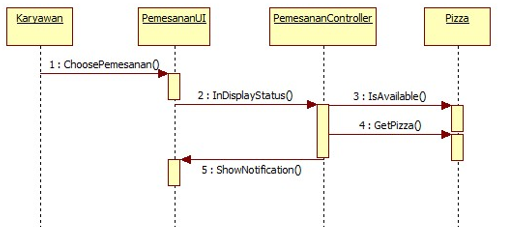 Karyawan
PemesananUI
PemesananController
Pizza
1 : ChoosePemesanan()
2 : InDisplayStatus()
3 : IsAvailable()
4 : GetPizza()
5 : ShowNotification()